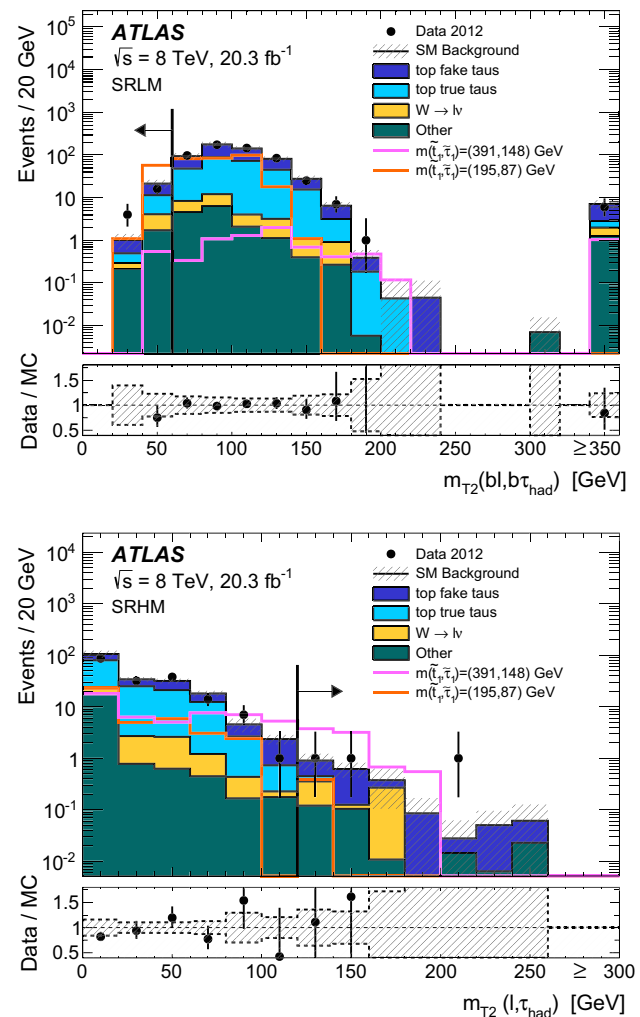 ATLAS
√s = 8 TeV, 20.3 fb⁻¹
SRLM
Data 2012
SM Background
top fake taus
top true taus
W → lν
Other
m(t̃₁,τ̃₁)=(391,148) GeV
m(t̃₁,τ̃₁)=(195,87) GeV
Events / 20 GeV
10⁵
10⁴
10³
10²
10
1
10⁻¹
10⁻²
Data / MC
1.5
1
0.5
0 50 100 150 200 250 300 ≥ 350
m_T2(bl,bτ_had) [GeV]
ATLAS
√s = 8 TeV, 20.3 fb⁻¹
SRHM
Data 2012
SM Background
top fake taus
top true taus
W → lν
Other
m(t̃₁,τ̃₁)=(391,148) GeV
m(t̃₁,τ̃₁)=(195,87) GeV
Events / 20 GeV
10⁴
10³
10²
10
1
10⁻¹
10⁻²
Data / MC
1.5
1
0.5
0 50 100 150 200 250 ≥ 300
m_T2 (l,τ_had) [GeV]